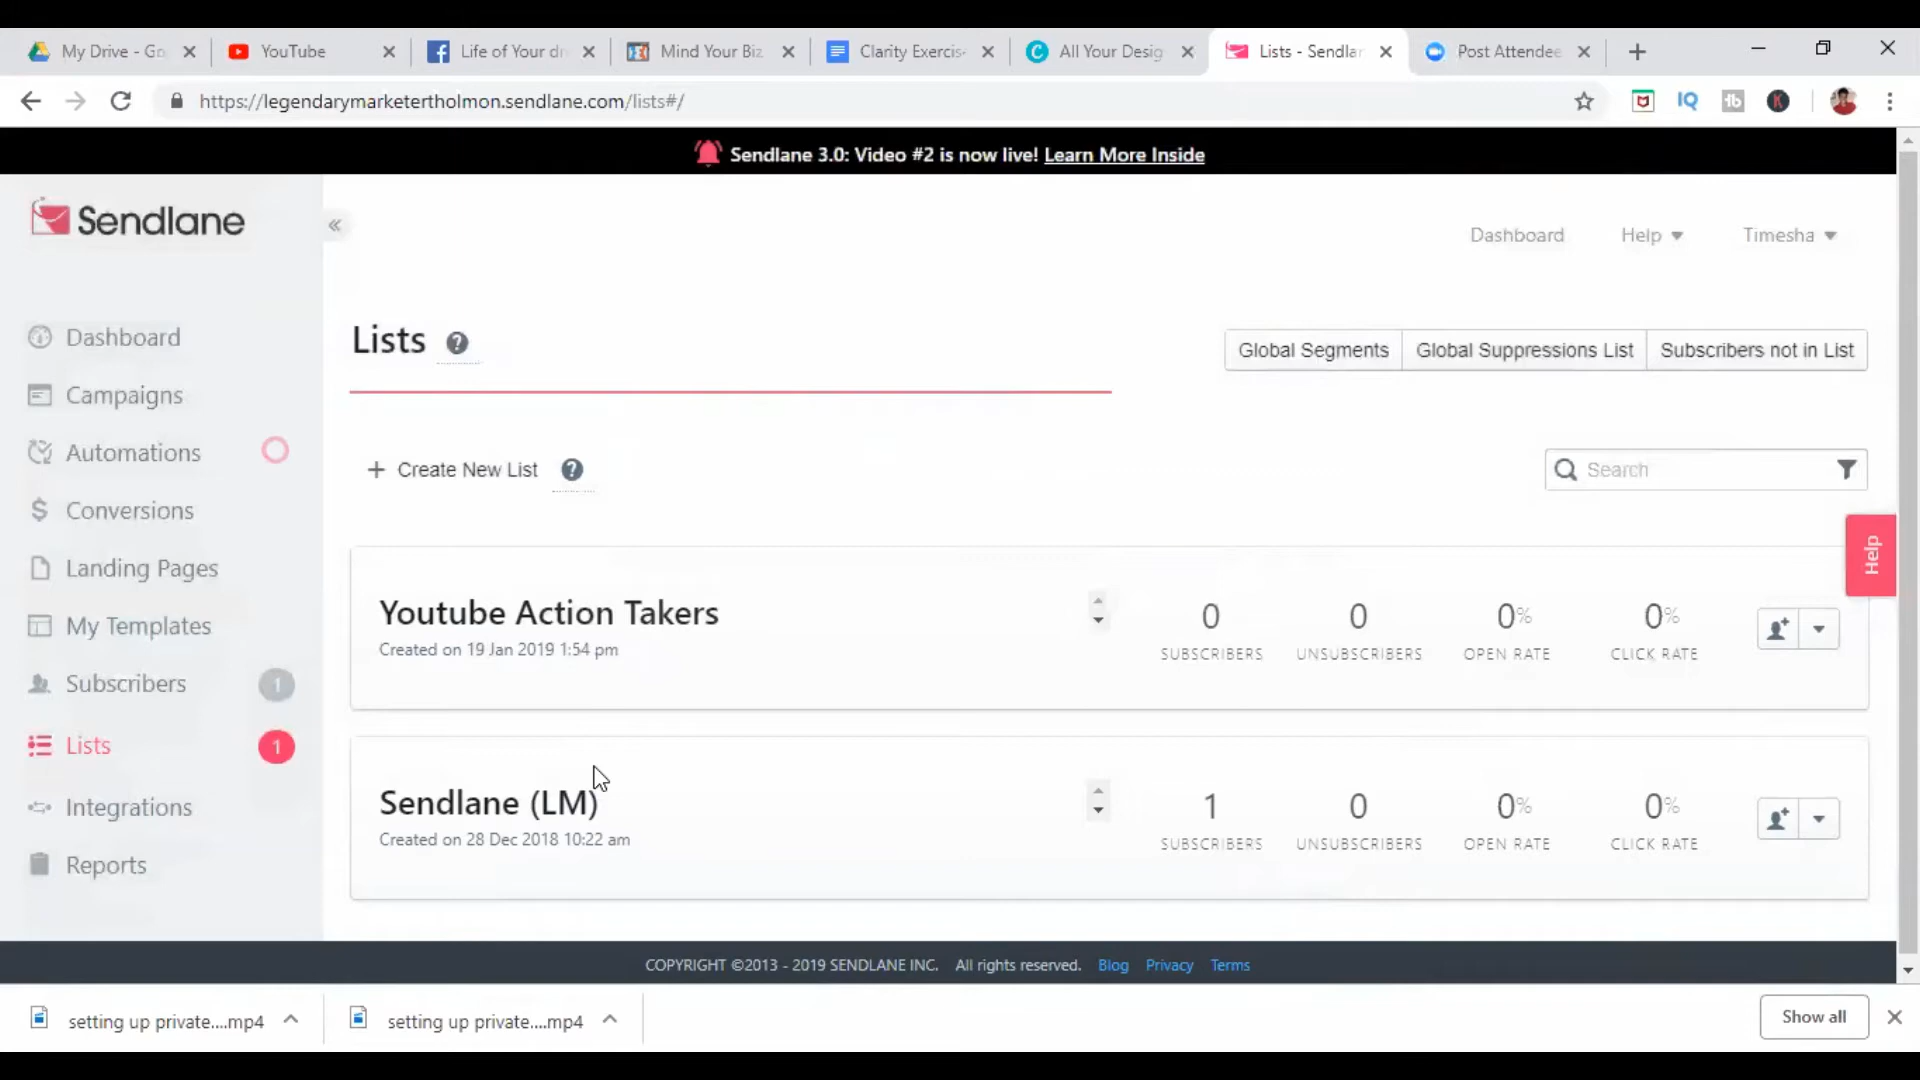 My Drive - Go
YouTube
Life of Your dr
Mind Your Biz
Clarity Exercis
All Your Desig
Lists - Sendlar
Post Attendee
https://legendarymarketertholmon.sendlane.com/lists#/
IQ
tb
K
Sendlane 3.0: Video #2 is now live! Learn More Inside
Sendlane
«
Dashboard
Help
Timesha
Dashboard
Campaigns
Automations
Conversions
Landing Pages
My Templates
Subscribers 1
Lists 1
Integrations
Reports
Lists ?
Global Segments
Global Suppressions List
Subscribers not in List
+ Create New List ?
Search
Help
Youtube Action Takers
Created on 19 Jan 2019 1:54 pm
0 0 0% 0%
SUBSCRIBERS UNSUBSCRIBERS OPEN RATE CLICK RATE
Sendlane (LM)
Created on 28 Dec 2018 10:22 am
1 0 0% 0%
SUBSCRIBERS UNSUBSCRIBERS OPEN RATE CLICK RATE
COPYRIGHT ©2013 - 2019 SENDLANE INC. All rights reserved. Blog Privacy Terms
setting up private....mp4
setting up private....mp4
Show all